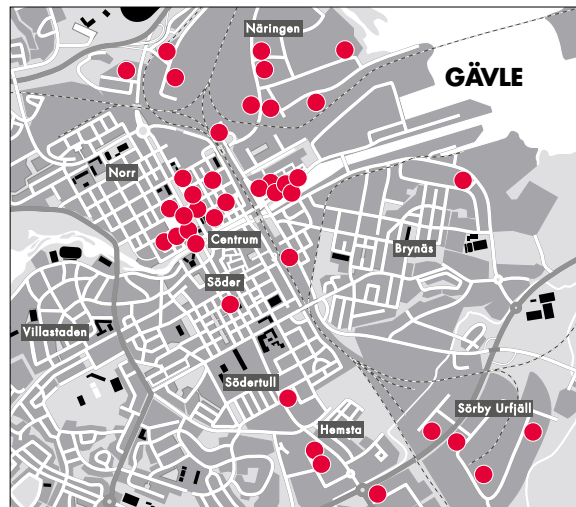 Näringen
GÄVLE
Norr
Centrum
Brynäs
Söder
Villastaden
Södertull
Hemsta
Sörby Urfjäll